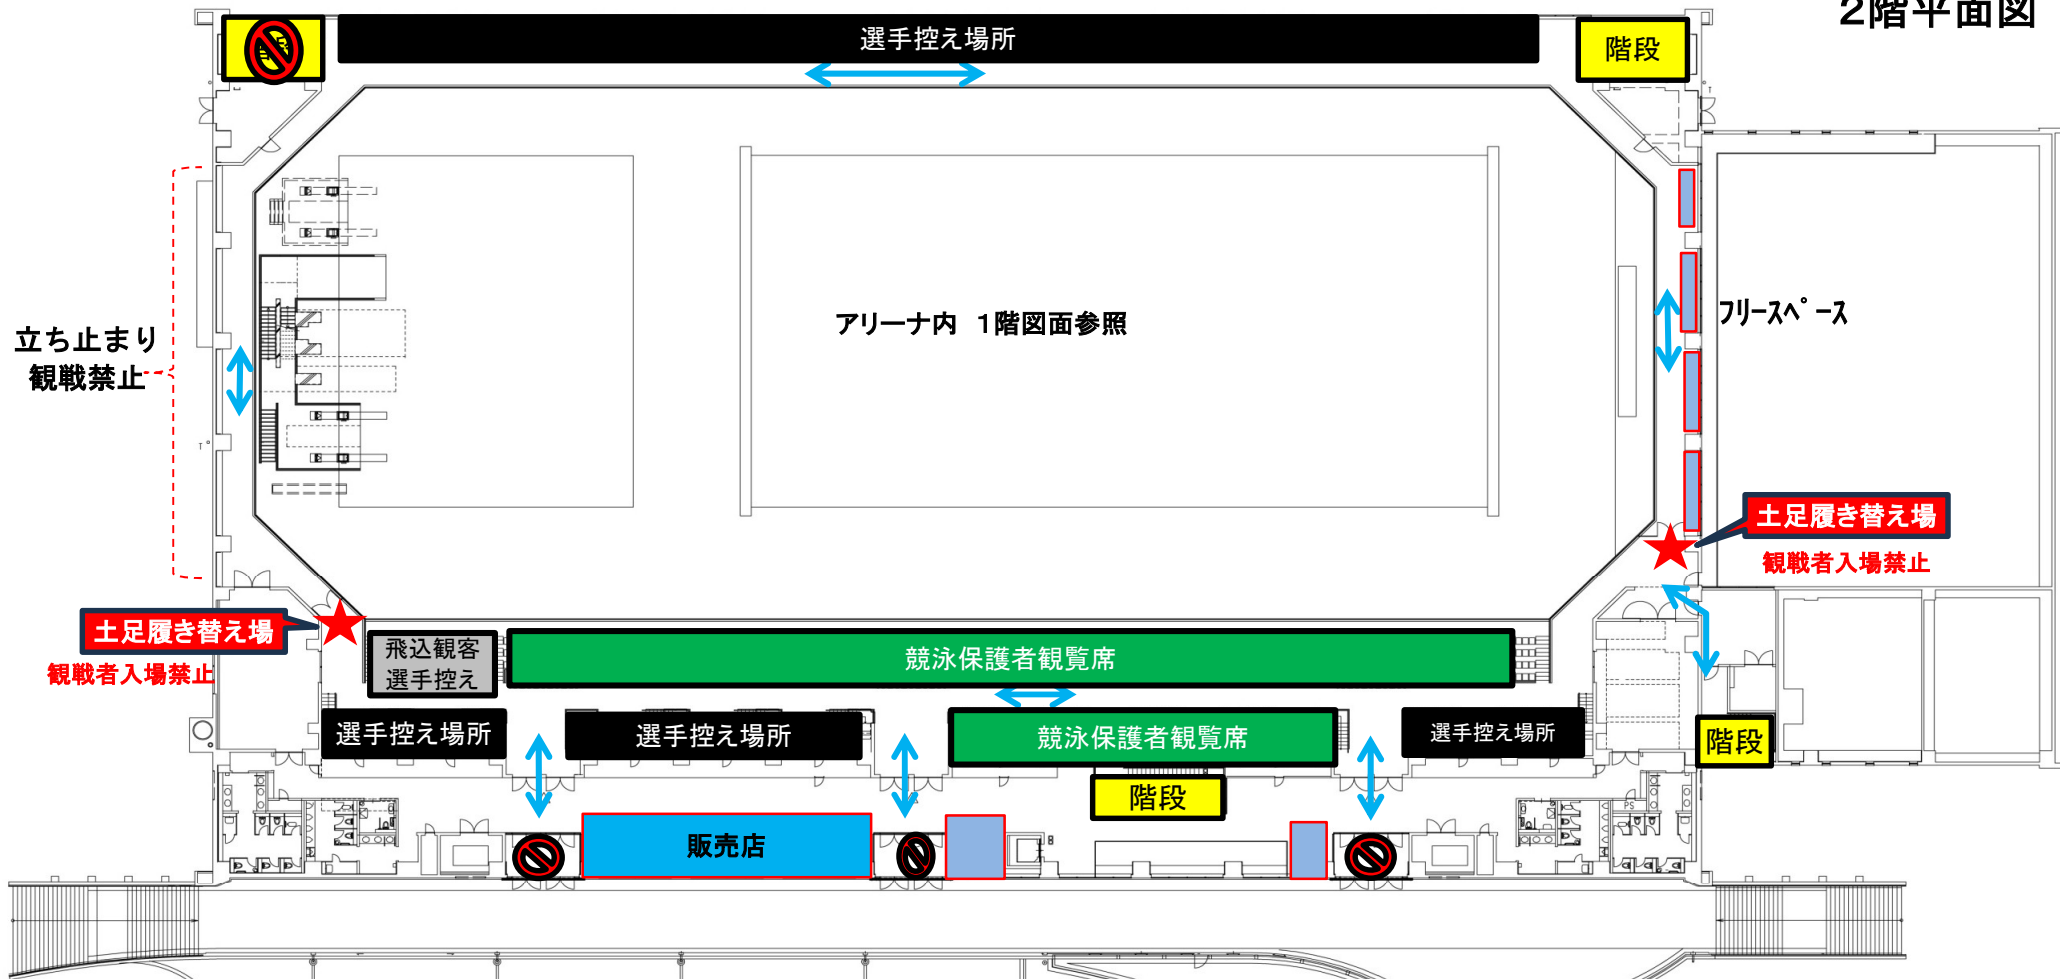 2階平面図
選手控え場所
階段
アリーナ内 1階図面参照
フリースペース
立ち止まり
観戦禁止
土足履き替え場
観戦者入場禁止
土足履き替え場
観戦者入場禁止
飛込観客
選手控え
競泳保護者観覧席
選手控え場所
選手控え場所
競泳保護者観覧席
選手控え場所
階段
階段
販売店
PS